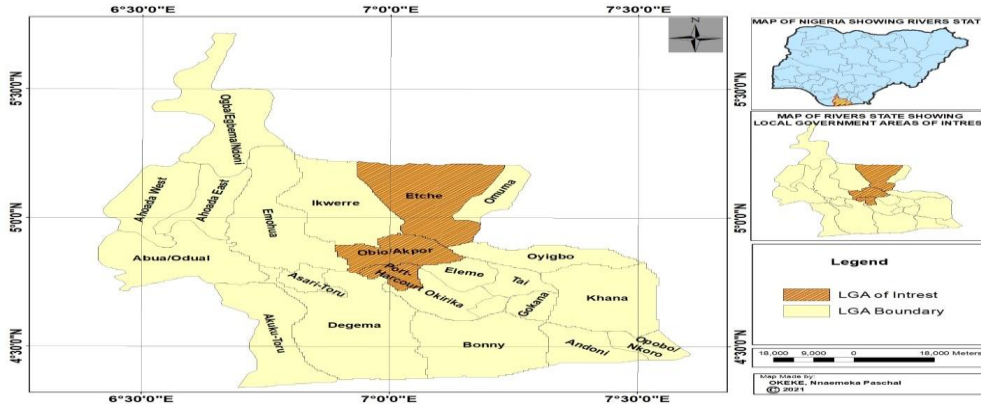 6°30'0"E 7°0'0"E 7°30'0"E
N
5°30'0"N
5°30'0"N
5°0'0"N
5°0'0"N
4°30'0"N
4°30'0"N
Ogba/Egbema/Ndoni
Ahoada West
Ahoada East
Emohua
Ikwerre
Etche
Omuma
Abua/Odual
Obio/Akpor
Oyigbo
Asari-Toru
Port-
Harcourt
Okirika
Eleme
Tai
Gokana
Khana
Akuku-Toru
Degema
Bonny
Andoni
Opobo/
Nkoro
6°30'0"E 7°0'0"E 7°30'0"E
MAP OF NIGERIA SHOWING RIVERS STAT
MAP OF RIVERS STATE SHOWING
LOCAL GOVERNMENT AREAS OF INTRES
Legend
LGA of Intrest
LGA Boundary
18,000 9,000 0 18,000 Meters
Map Made by:
OKEKE, Nnaemeka Paschal
© 2021